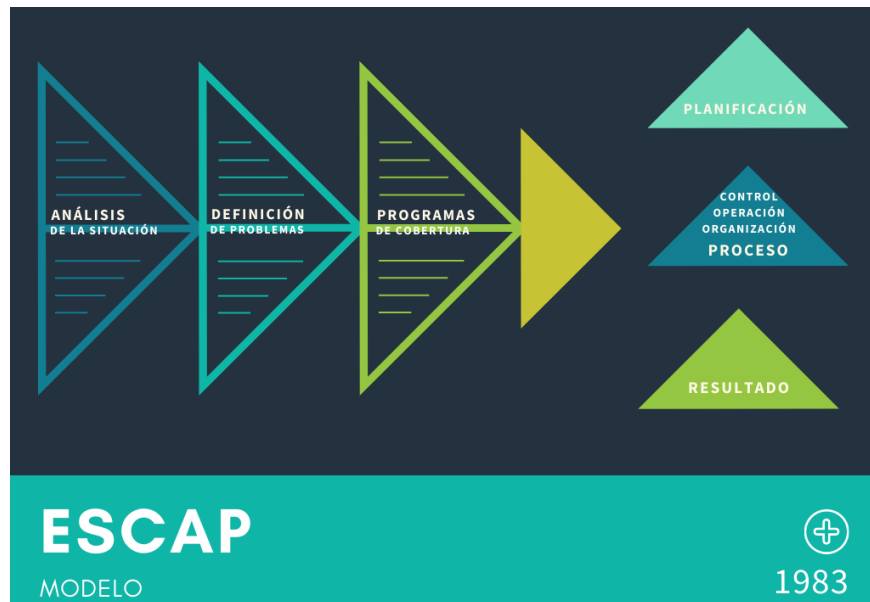 ANÁLISIS
DE LA SITUACIÓN
DEFINICIÓN
DE PROBLEMAS
PROGRAMAS
DE COBERTURA
PLANIFICACIÓN
CONTROL
OPERACIÓN
ORGANIZACIÓN
PROCESO
RESULTADO
ESCAP
MODELO
1983